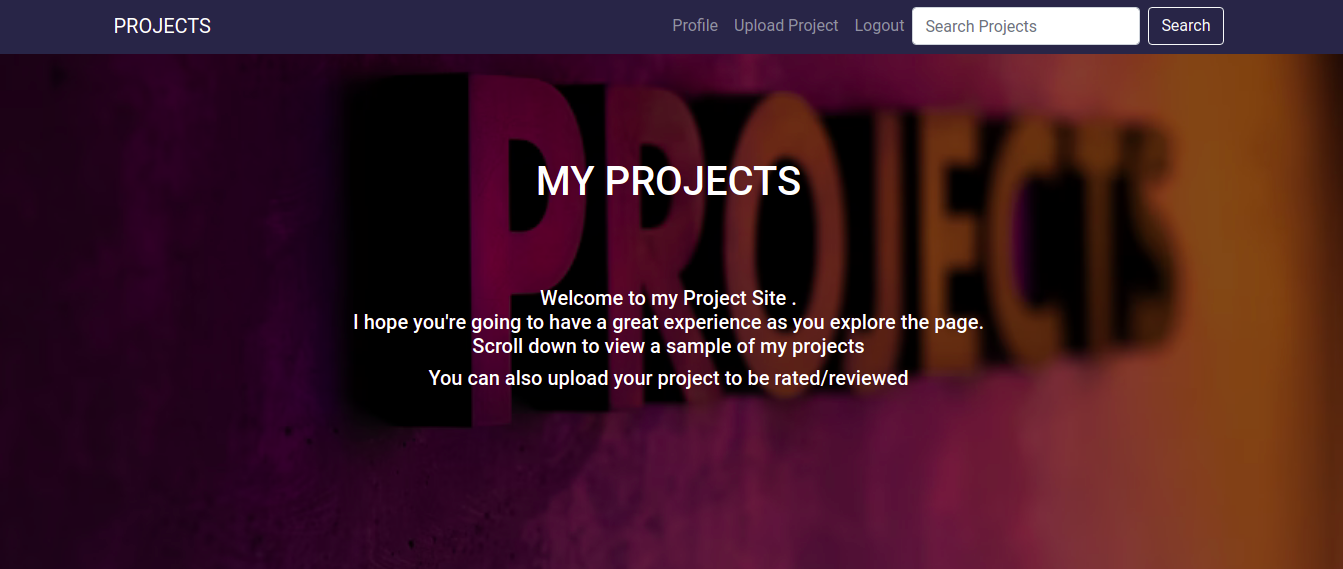 PROJECTS
Profile
Upload Project
Logout
Search Projects
Search
PROJECTS
MY PROJECTS
Welcome to my Project Site .
I hope you're going to have a great experience as you explore the page.
Scroll down to view a sample of my projects
You can also upload your project to be rated/reviewed